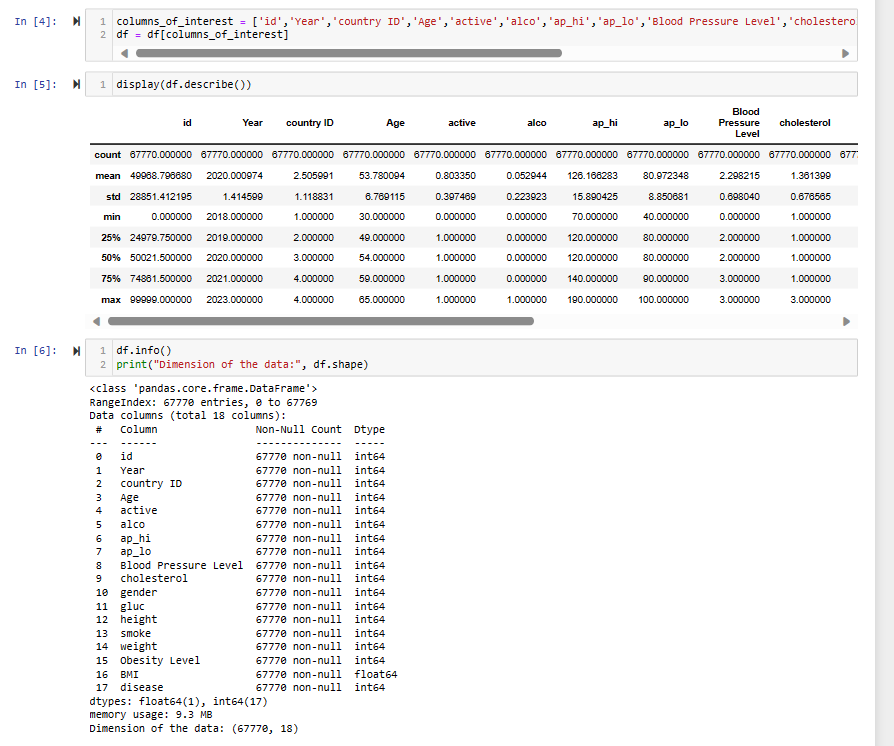 In [4]:
1 columns_of_interest = ['id','Year','country ID','Age','active','alco','ap_hi','ap_lo','Blood Pressure Level','cholestero
2 df = df[columns_of_interest]
In [5]:
1 display(df.describe())
id Year country ID Age active alco ap_hi ap_lo Blood Pressure Level cholesterol
count 67770.000000 67770.000000 67770.000000 67770.000000 67770.000000 67770.000000 67770.000000 67770.000000 67770.000000 67770.000000 677
mean 49968.796680 2020.000974 2.505991 53.780094 0.803350 0.052944 126.166283 80.972348 2.298215 1.361399
std 28851.412195 1.414599 1.118831 6.769115 0.397469 0.223923 15.890425 8.850681 0.698040 0.676565
min 0.000000 2018.000000 1.000000 30.000000 0.000000 0.000000 70.000000 40.000000 0.000000 1.000000
25% 24979.750000 2019.000000 2.000000 49.000000 1.000000 0.000000 120.000000 80.000000 2.000000 1.000000
50% 50021.500000 2020.000000 3.000000 54.000000 1.000000 0.000000 120.000000 80.000000 2.000000 1.000000
75% 74861.500000 2021.000000 4.000000 59.000000 1.000000 0.000000 140.000000 90.000000 3.000000 1.000000
max 99999.000000 2023.000000 4.000000 65.000000 1.000000 1.000000 190.000000 100.000000 3.000000 3.000000
In [6]:
1 df.info()
2 print("Dimension of the data:", df.shape)
<class 'pandas.core.frame.DataFrame'>
RangeIndex: 67770 entries, 0 to 67769
Data columns (total 18 columns):
# Column Non-Null Count Dtype
--- ------ -------------- -----
0 id 67770 non-null int64
1 Year 67770 non-null int64
2 country ID 67770 non-null int64
3 Age 67770 non-null int64
4 active 67770 non-null int64
5 alco 67770 non-null int64
6 ap_hi 67770 non-null int64
7 ap_lo 67770 non-null int64
8 Blood Pressure Level 67770 non-null int64
9 cholesterol 67770 non-null int64
10 gender 67770 non-null int64
11 gluc 67770 non-null int64
12 height 67770 non-null int64
13 smoke 67770 non-null int64
14 weight 67770 non-null int64
15 Obesity Level 67770 non-null int64
16 BMI 67770 non-null float64
17 disease 67770 non-null int64
dtypes: float64(1), int64(17)
memory usage: 9.3 MB
Dimension of the data: (67770, 18)